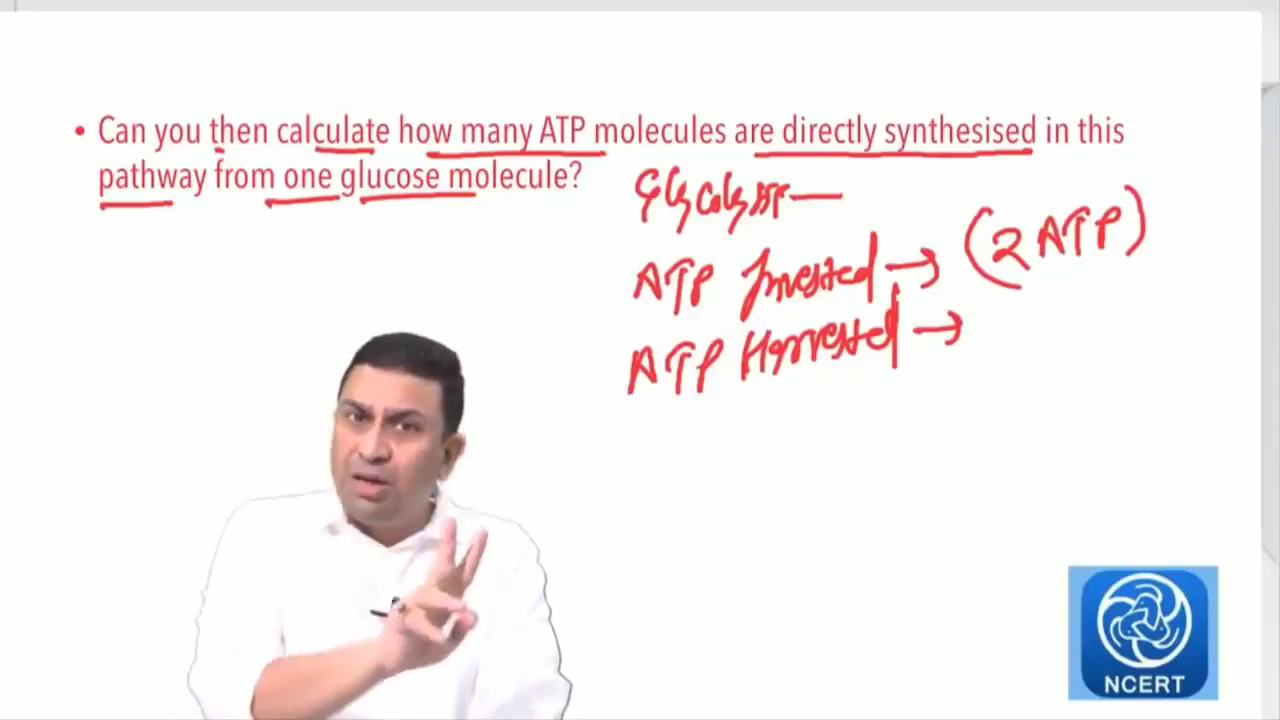 • Can you then calculate how many ATP molecules are directly synthesised in this
pathway from one glucose molecule?
ATP Invested → (2 ATP)
ATP Harvested →
NCERT